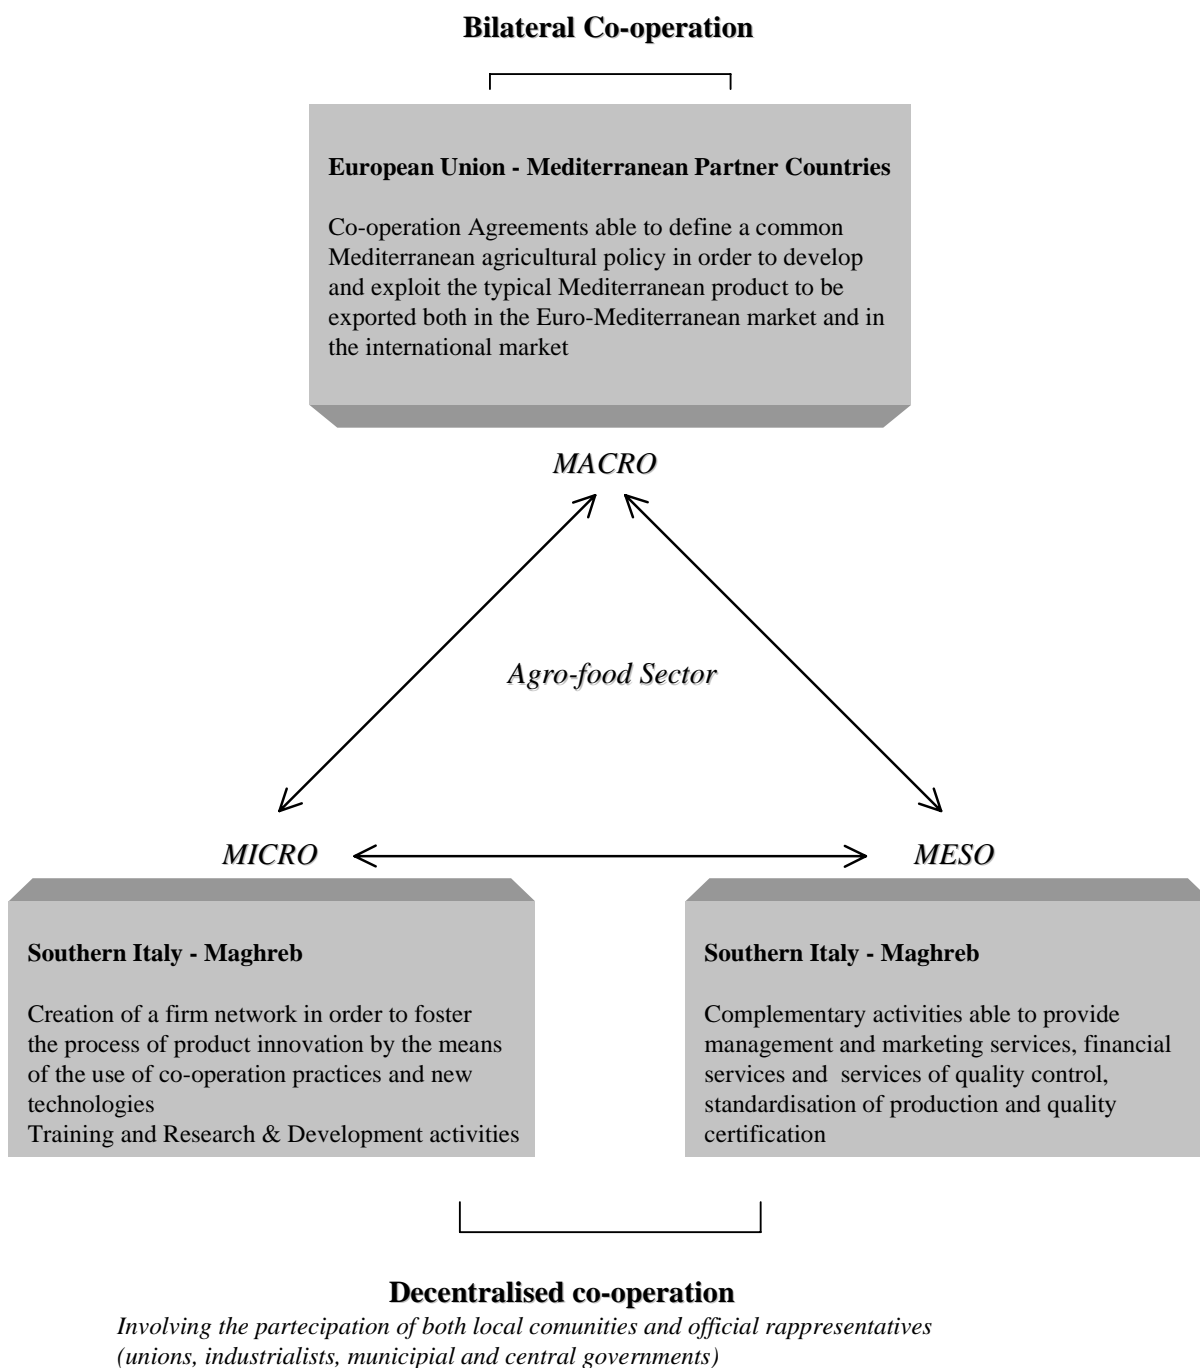 Bilateral Co-operation
European Union - Mediterranean Partner Countries
Co-operation Agreements able to define a common
Mediterranean agricultural policy in order to develop
and exploit the typical Mediterranean product to be
exported both in the Euro-Mediterranean market and in
the international market
MACRO
Agro-food Sector
MICRO
MESO
Southern Italy - Maghreb
Creation of a firm network in order to foster
the process of product innovation by the means
of the use of co-operation practices and new
technologies
Training and Research & Development activities
Southern Italy - Maghreb
Complementary activities able to provide
management and marketing services, financial
services and  services of quality control,
standardisation of production and quality
certification
Decentralised co-operation
Involving the partecipation of both local comunities and official rappresentatives
(unions, industrialists, municipial and central governments)